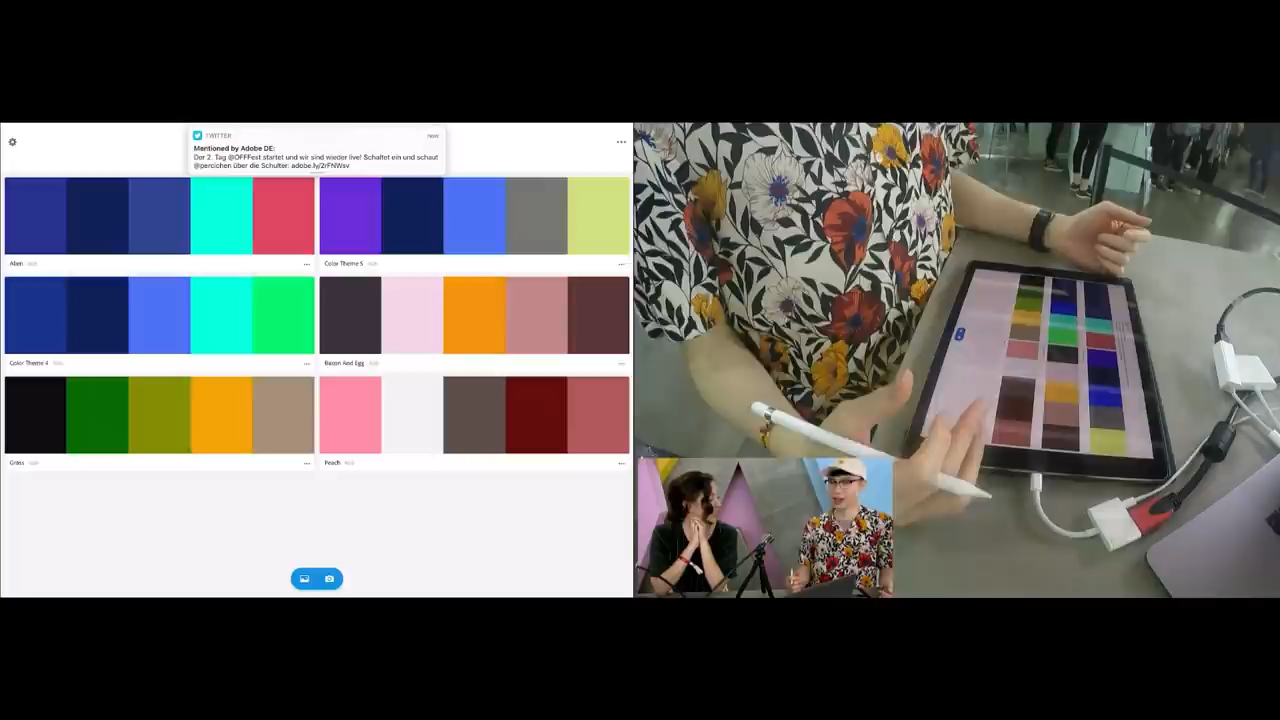 TWITTER
now
Mentioned by Adobe DE:
Der 2. Tag @OFFFest startet und wir sind wieder live! Schaltet ein und schaut
@percichen über die Schulter: adobe.ly/2rFNWsv
Alien
Color Theme 5
Color Theme 4
Bacon And Egg
Grass
Peach